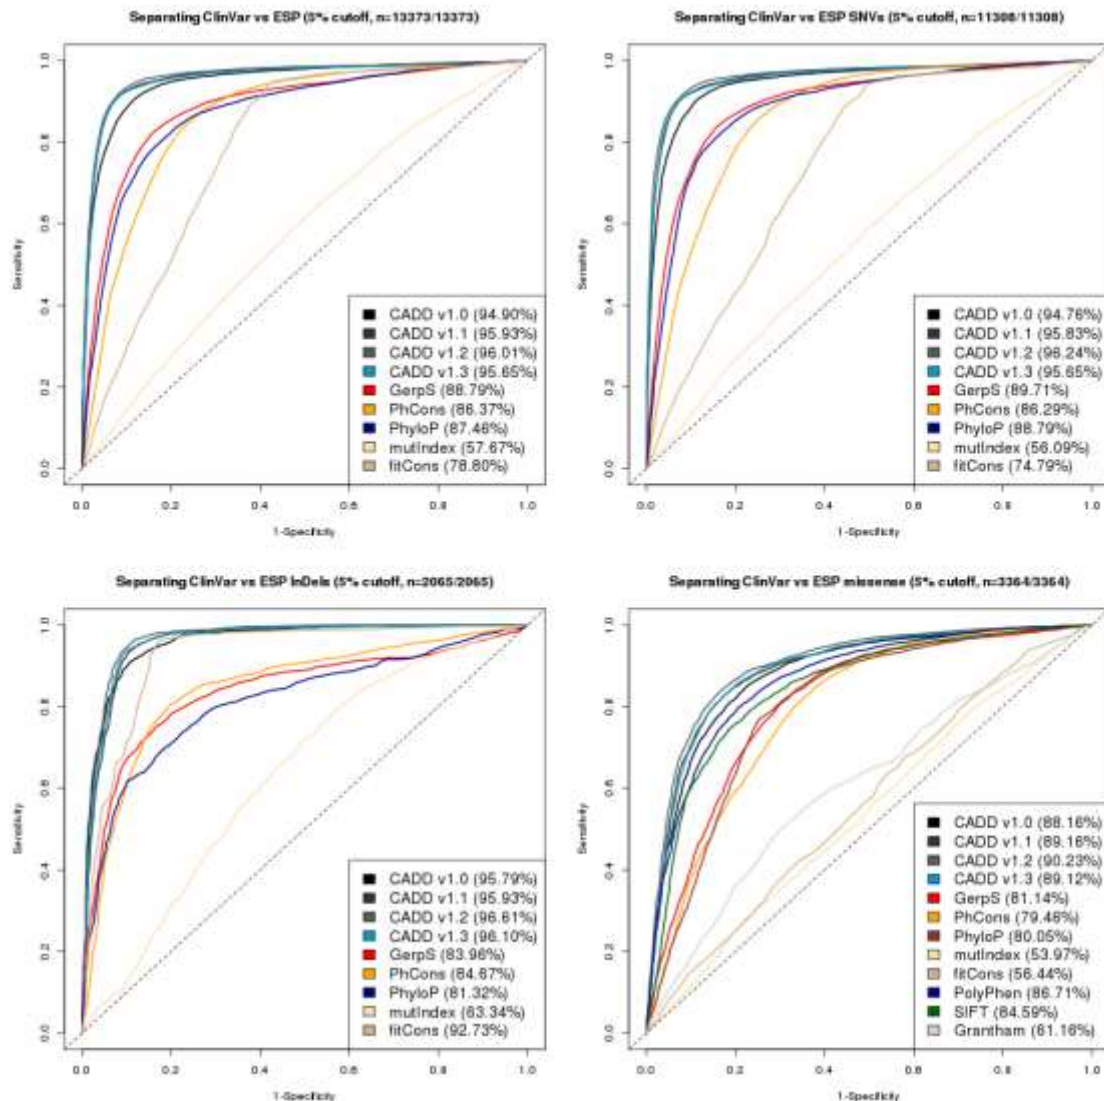 Separating ClinVar vs ESP (5% cutoff, n=13373/13373)
Sensitivity
1.0
0.8
0.6
0.4
0.2
0.0
CADD v1.0 (94.90%)
CADD v1.1 (95.93%)
CADD v1.2 (96.01%)
CADD v1.3 (95.65%)
GerpS (88.79%)
PhCons (86.37%)
PhyloP (87.46%)
mutIndex (57.67%)
fitCons (78.80%)
0.0 0.2 0.4 0.6 0.8 1.0
1-Specificity
Separating ClinVar vs ESP SNVs (5% cutoff, n=11308/11308)
Sensitivity
1.0
0.8
0.6
0.4
0.2
0.0
CADD v1.0 (94.76%)
CADD v1.1 (95.83%)
CADD v1.2 (96.24%)
CADD v1.3 (95.65%)
GerpS (89.71%)
PhCons (86.29%)
PhyloP (88.79%)
mutIndex (56.09%)
fitCons (74.79%)
0.0 0.2 0.4 0.6 0.8 1.0
1-Specificity
Separating ClinVar vs ESP InDels (5% cutoff, n=2065/2065)
Sensitivity
1.0
0.8
0.6
0.4
0.2
0.0
CADD v1.0 (95.79%)
CADD v1.1 (95.93%)
CADD v1.2 (96.61%)
CADD v1.3 (96.10%)
GerpS (83.96%)
PhCons (84.67%)
PhyloP (81.32%)
mutIndex (63.34%)
fitCons (92.73%)
0.0 0.2 0.4 0.6 0.8 1.0
1-Specificity
Separating ClinVar vs ESP missense (5% cutoff, n=3364/3364)
Sensitivity
1.0
0.8
0.6
0.4
0.2
0.0
CADD v1.0 (88.16%)
CADD v1.1 (89.16%)
CADD v1.2 (90.23%)
CADD v1.3 (89.12%)
GerpS (81.14%)
PhCons (79.46%)
PhyloP (80.05%)
mutIndex (53.97%)
fitCons (56.44%)
PolyPhen (86.71%)
SIFT (84.59%)
Grantham (61.16%)
0.0 0.2 0.4 0.6 0.8 1.0
1-Specificity